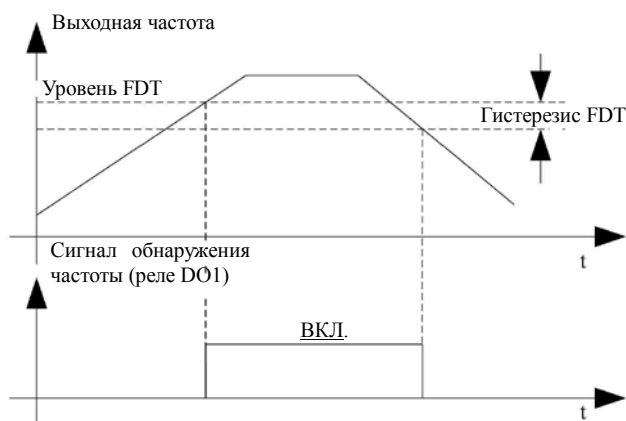 Выходная частота
Уровень FDT
Гистерезис FDT
t
Сигнал обнаружения
частоты (реле DO1)
ВКЛ.
t